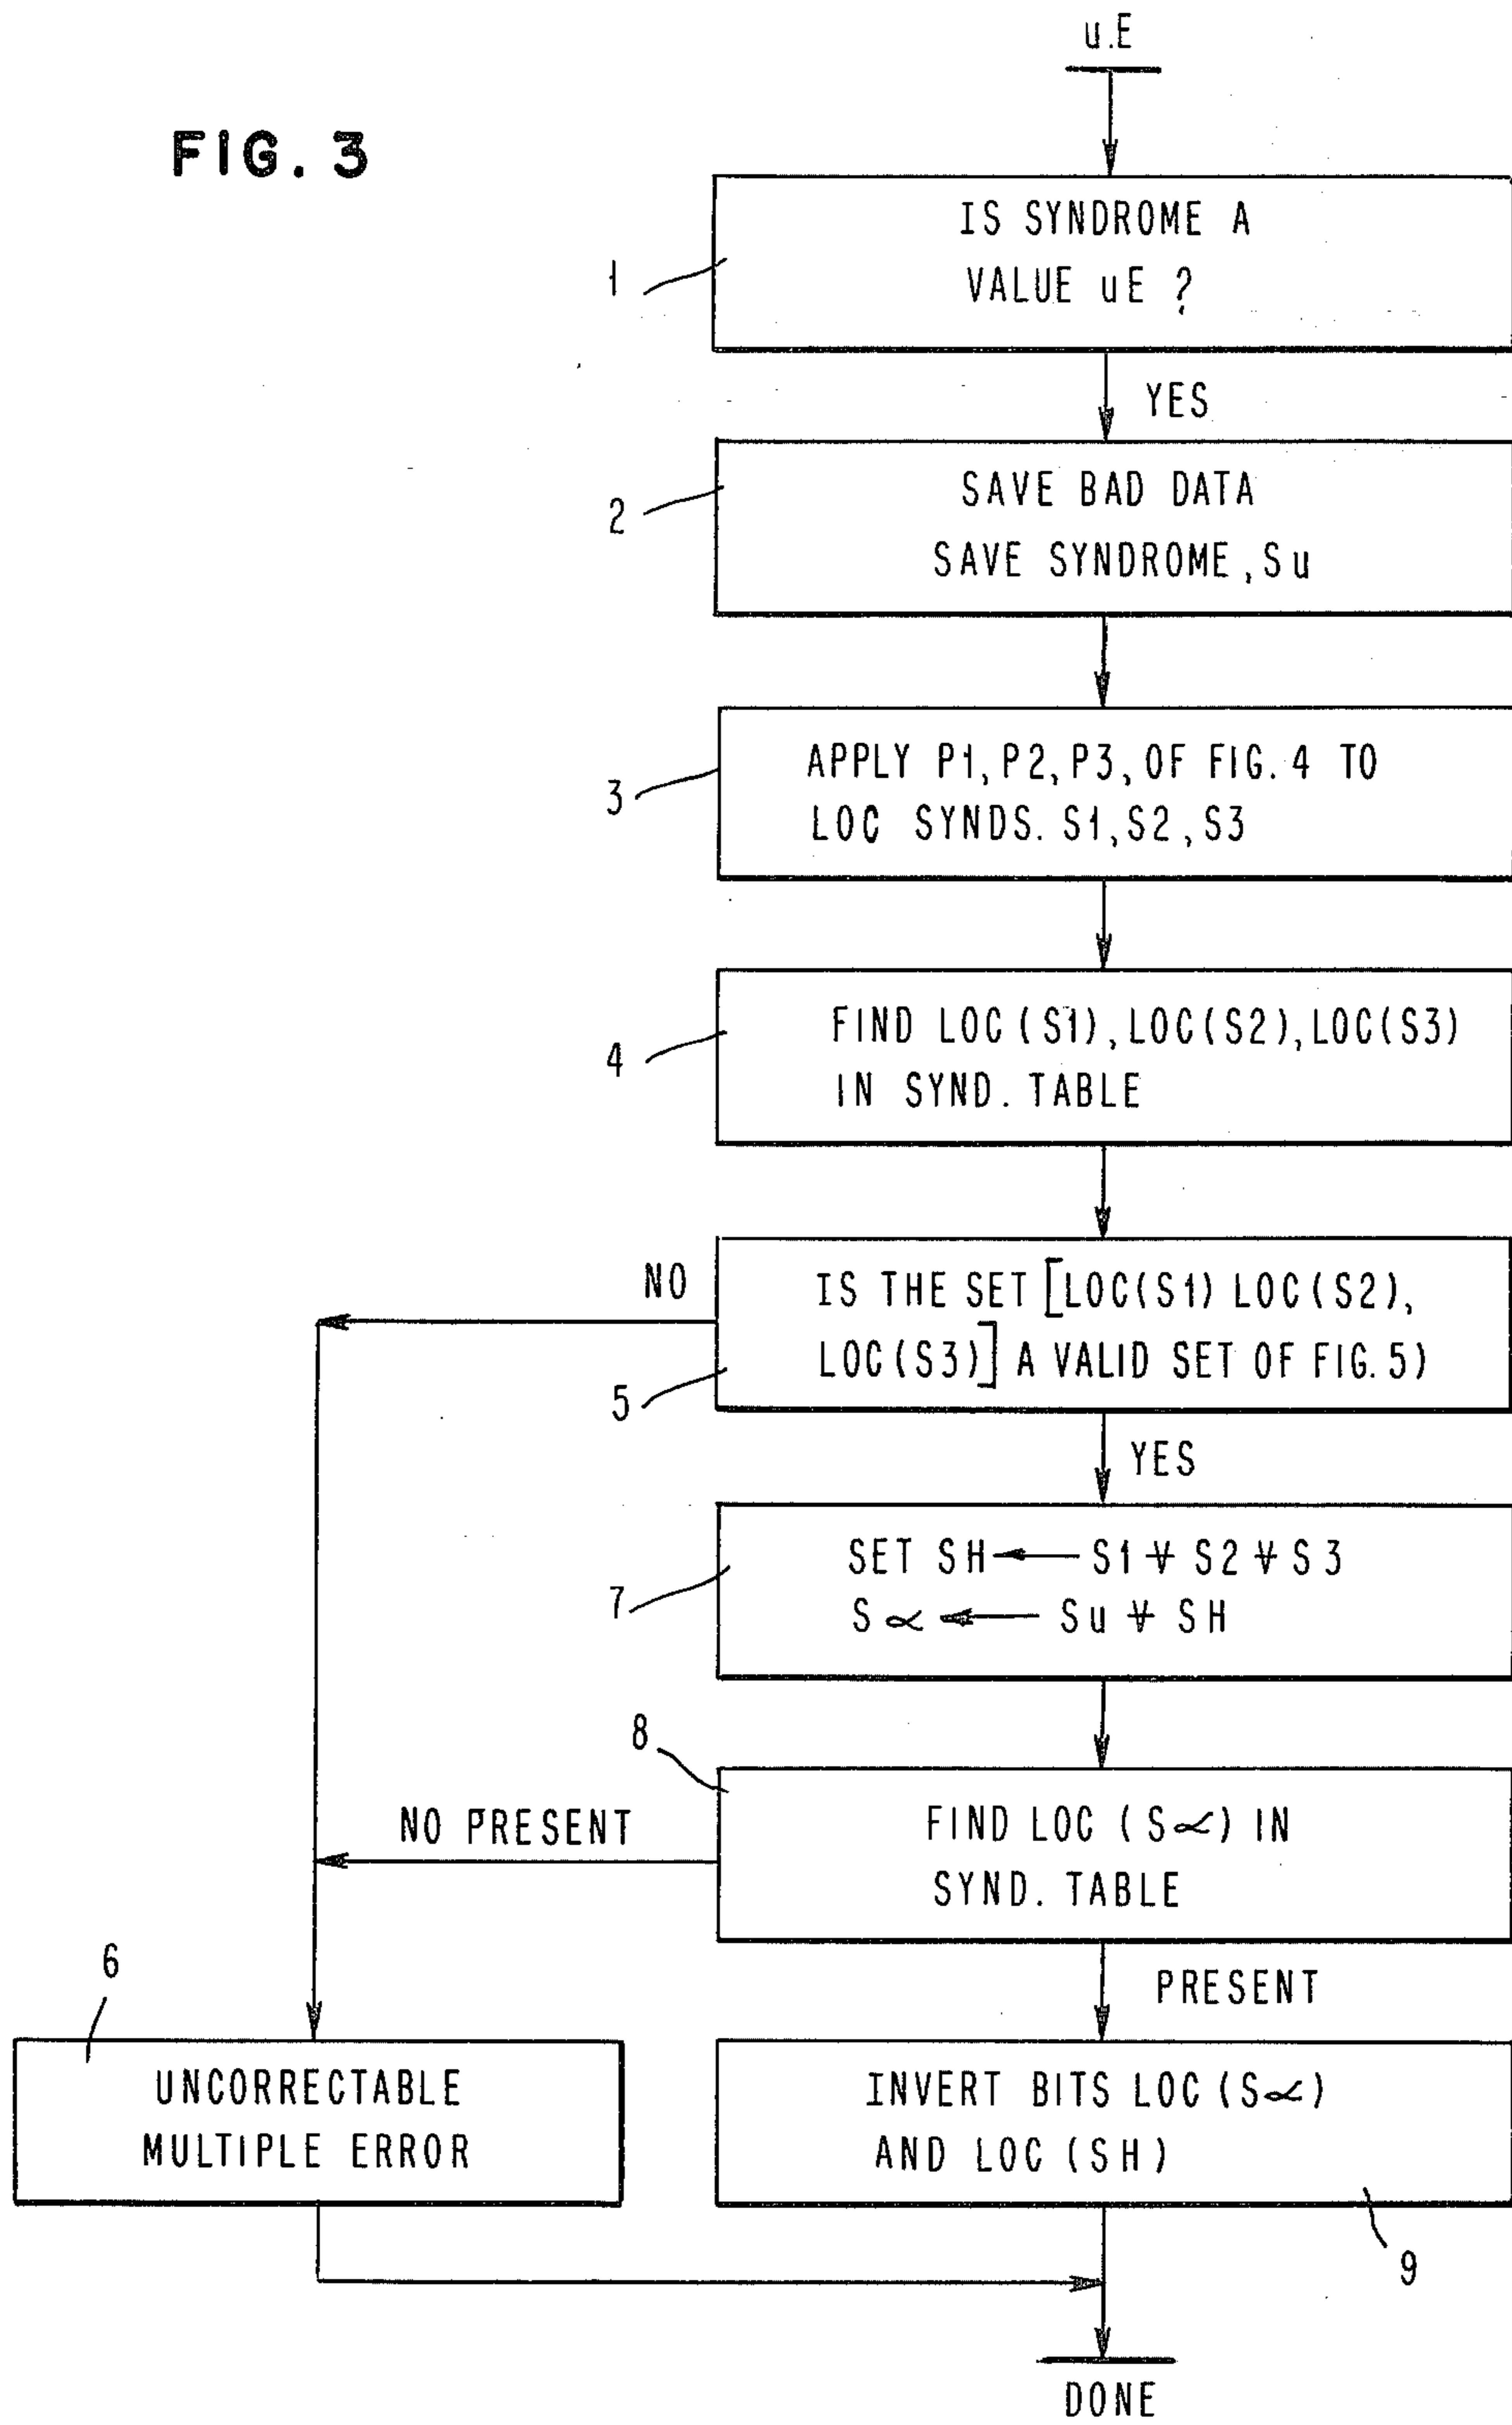 u.E
FIG. 3
IS SYNDROME A
VALUE uE ?
1
YES
SAVE BAD DATA
SAVE SYNDROME, Su
2
APPLY P1, P2, P3, OF FIG. 4 TO
LOC SYNDS. S1, S2, S3
3
FIND LOC (S1), LOC(S2), LOC(S3)
IN SYND. TABLE
4
NO
IS THE SET [LOC(S1) LOC(S2),
LOC(S3)] A VALID SET OF FIG. 5)
5
YES
SET SH ← S1 ⊻ S2 ⊻ S3
S∝ ← Su ⊻ SH
7
8
NO PRESENT
FIND LOC (S∝) IN
SYND. TABLE
PRESENT
6
UNCORRECTABLE
MULTIPLE ERROR
INVERT BITS LOC (S∝)
AND LOC (SH)
9
DONE